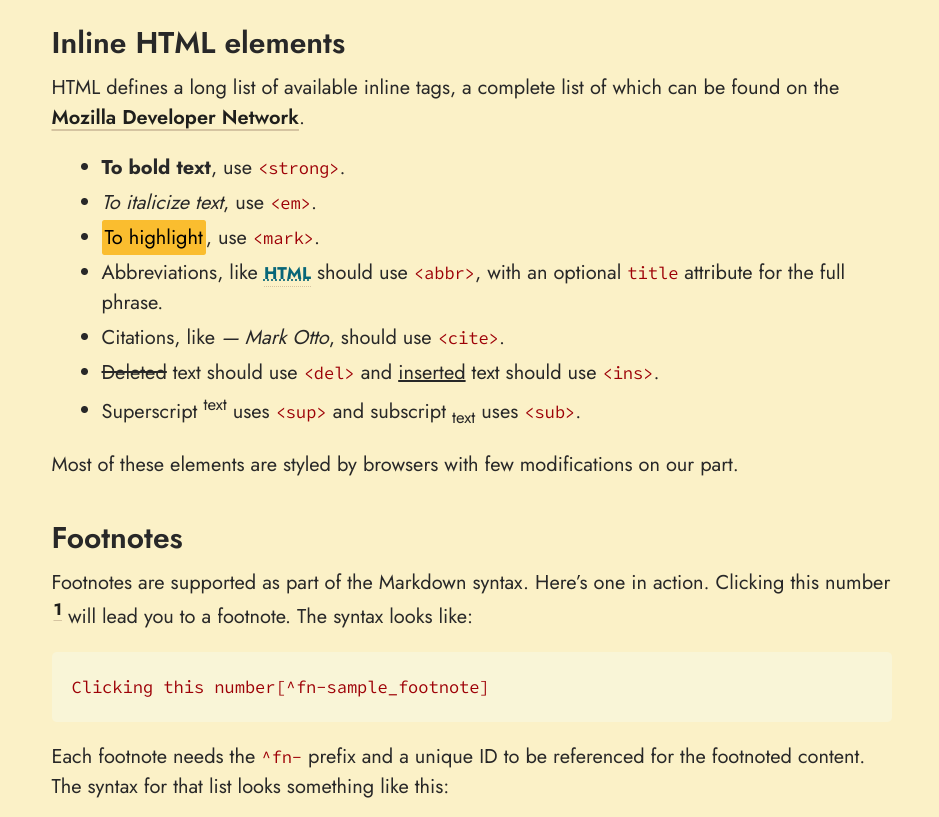 Inline HTML elements
HTML defines a long list of available inline tags, a complete list of which can be found on the
Mozilla Developer Network.
• To bold text, use <strong>.
• To italicize text, use <em>.
• To highlight, use <mark>.
• Abbreviations, like HTML should use <abbr>, with an optional title attribute for the full
phrase.
• Citations, like — Mark Otto, should use <cite>.
• Deleted text should use <del> and inserted text should use <ins>.
• Superscript text uses <sup> and subscript text uses <sub>.
Most of these elements are styled by browsers with few modifications on our part.
Footnotes
Footnotes are supported as part of the Markdown syntax. Here’s one in action. Clicking this number
1 will lead you to a footnote. The syntax looks like:
Clicking this number[^fn-sample_footnote]
Each footnote needs the ^fn- prefix and a unique ID to be referenced for the footnoted content.
The syntax for that list looks something like this: